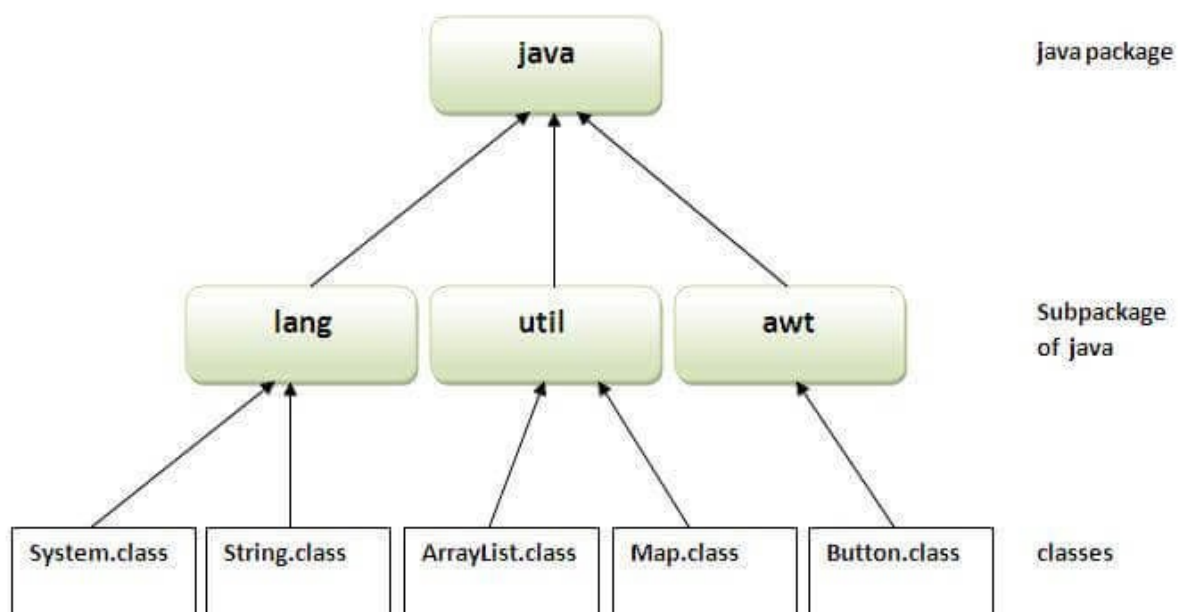 java
java package
lang
util
awt
Subpackage
of java
System.class
String.class
ArrayList.class
Map.class
Button.class
classes